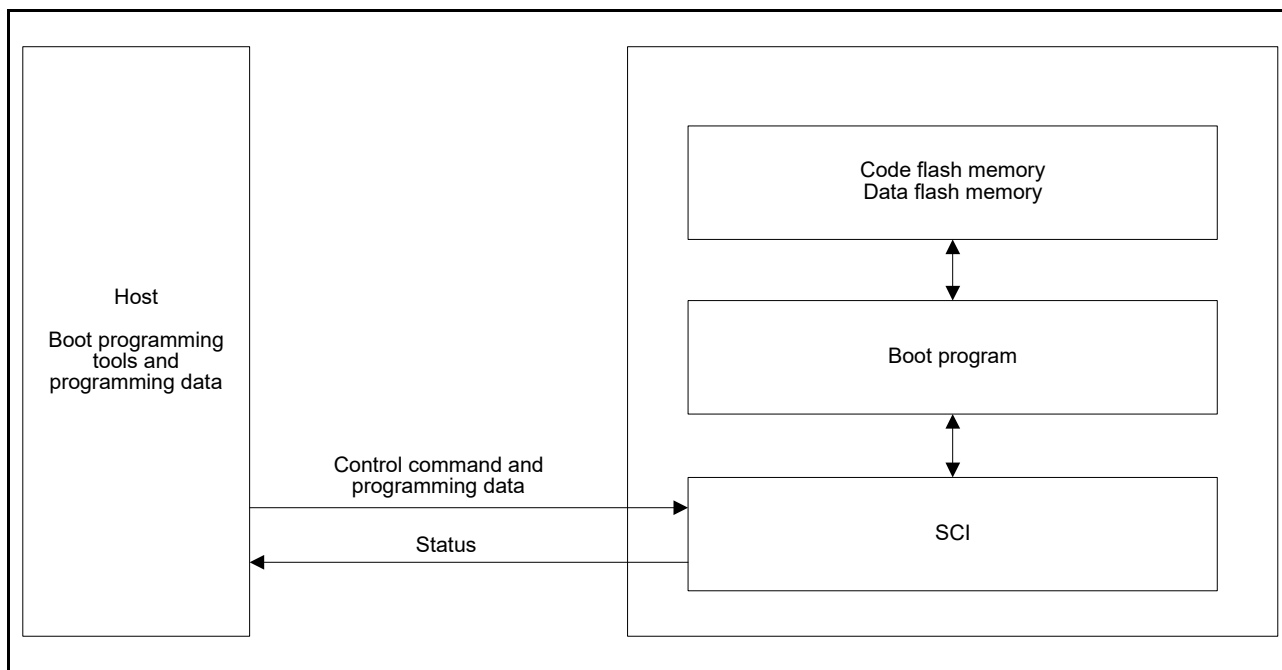 Host
Boot programming
tools and
programming data
Control command and
programming data
Status
Code flash memory
Data flash memory
Boot program
SCI